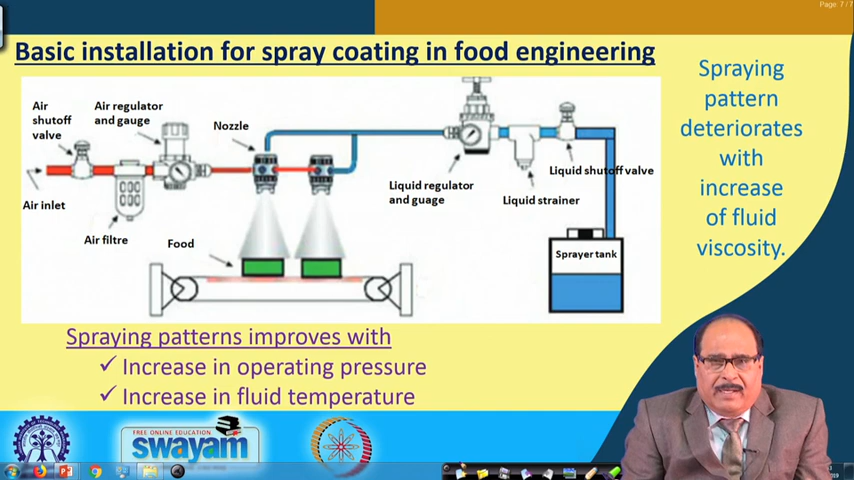 Page: 7 / 7
Basic installation for spray coating in food engineering
Air
shutoff
valve
Air regulator
and gauge
Nozzle
Air inlet
Air filtre
Food
Liquid regulator
and guage
Liquid strainer
Liquid shutoff valve
Sprayer tank
Spraying
pattern
deteriorates
with
increase
of fluid
viscosity.
Spraying patterns improves with
✓ Increase in operating pressure
✓ Increase in fluid temperature
FREE ONLINE EDUCATION
swayam